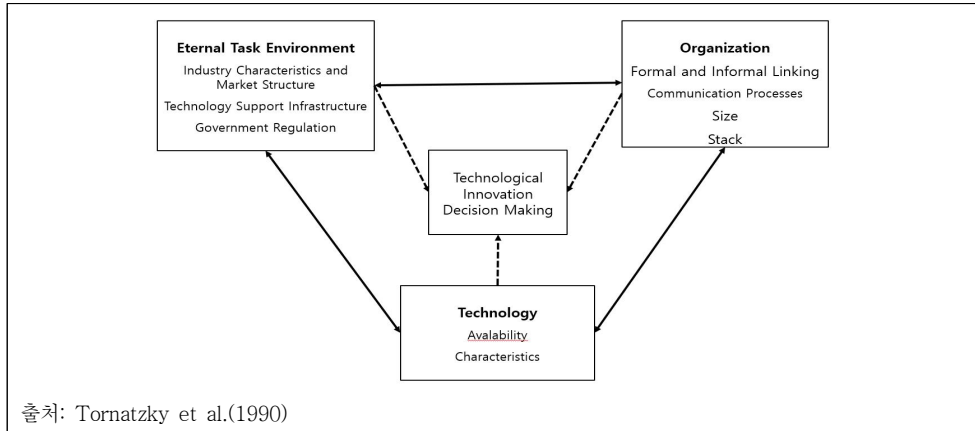 Eternal Task Environment
Industry Characteristics and
Market Structure
Technology Support Infrastructure
Government Regulation
Organization
Formal and Informal Linking
Communication Processes
Size
Stack
Technological
Innovation
Decision Making
Technology
Avalability
Characteristics
출처: Tornatzky et al.(1990)